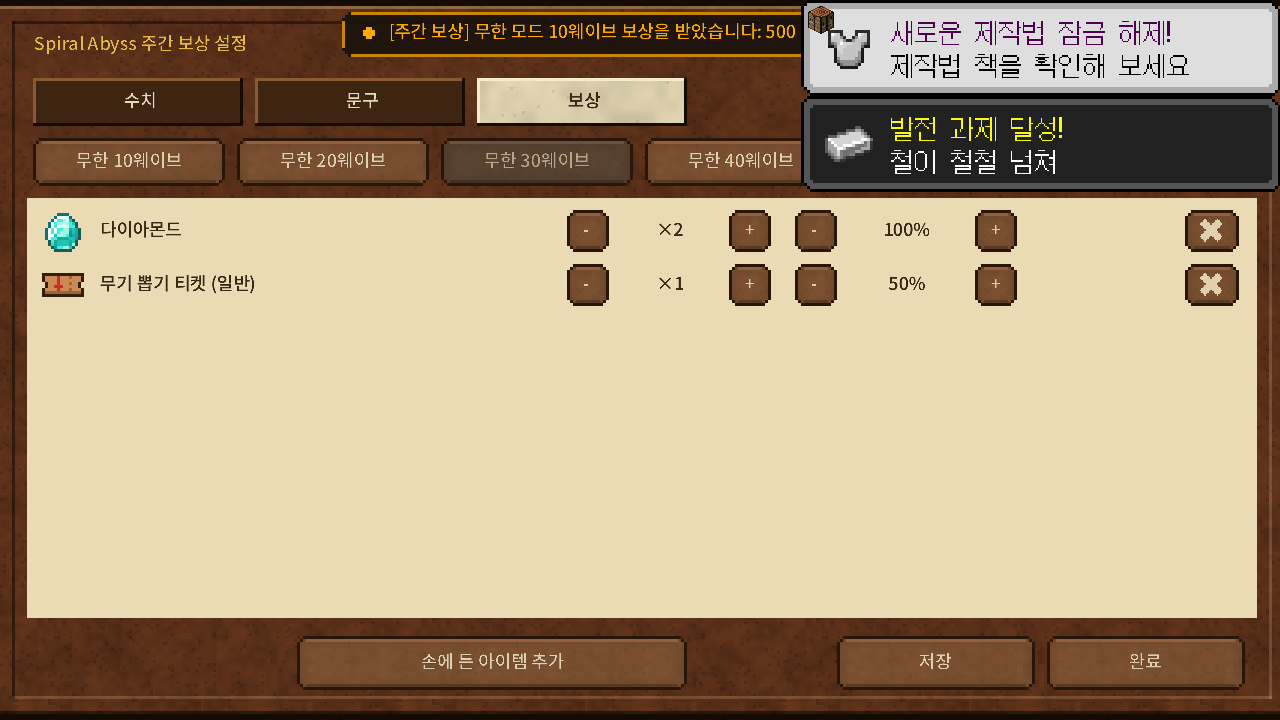 Spiral Abyss 주간 보상 설정
[주간 보상] 무한 모드 10웨이브 보상을 받았습니다: 500
새로운 제작법 잠금 해제!
제작법 책을 확인해 보세요
수치
문구
보상
발전 과제 달성!
철이 철철 넘쳐
무한 10웨이브
무한 20웨이브
무한 30웨이브
무한 40웨이브
다이아몬드 - ×2 + - 100% +
무기 뽑기 티켓 (일반) - ×1 + - 50% +
손에 든 아이템 추가
저장
완료